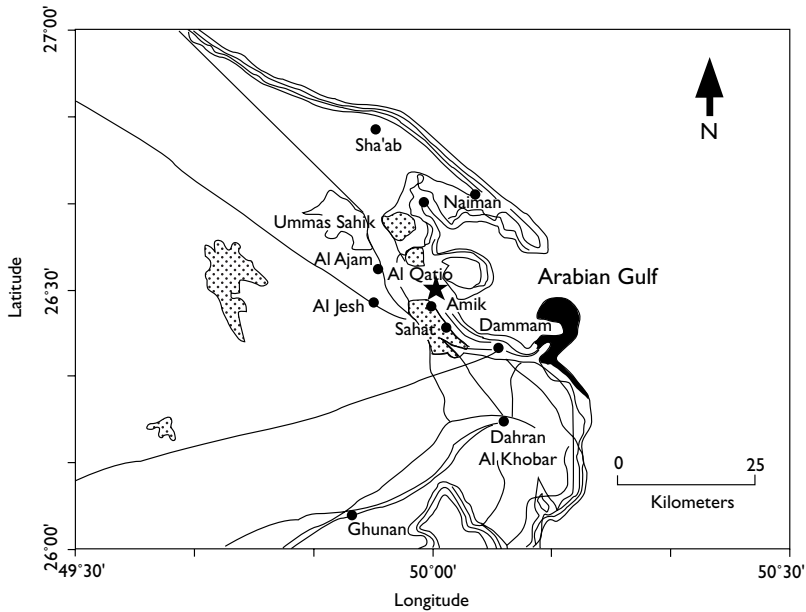 27°00'
N
Sha'ab
Naiman
Ummas Sahik
Al Ajam
Al Qatio
Arabian Gulf
Latitude
26°30'
Al Jesh
Amik
Sahat
Dammam
Dahran
Al Khobar
0
25
Kilometers
Ghunan
26°00'
49°30'
50°00'
50°30'
Longitude